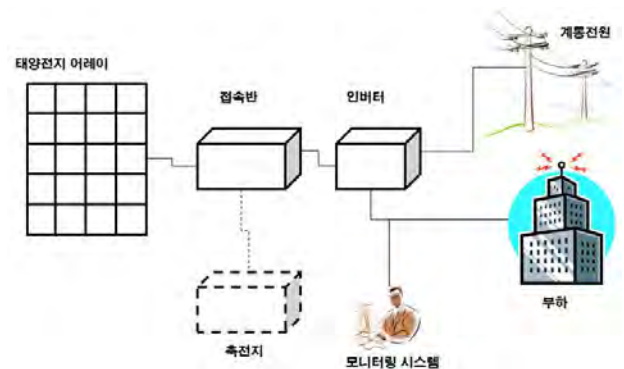 계통전원
태양전지 어레이
접속반
인버터
부하
축전지
모니터링 시스템